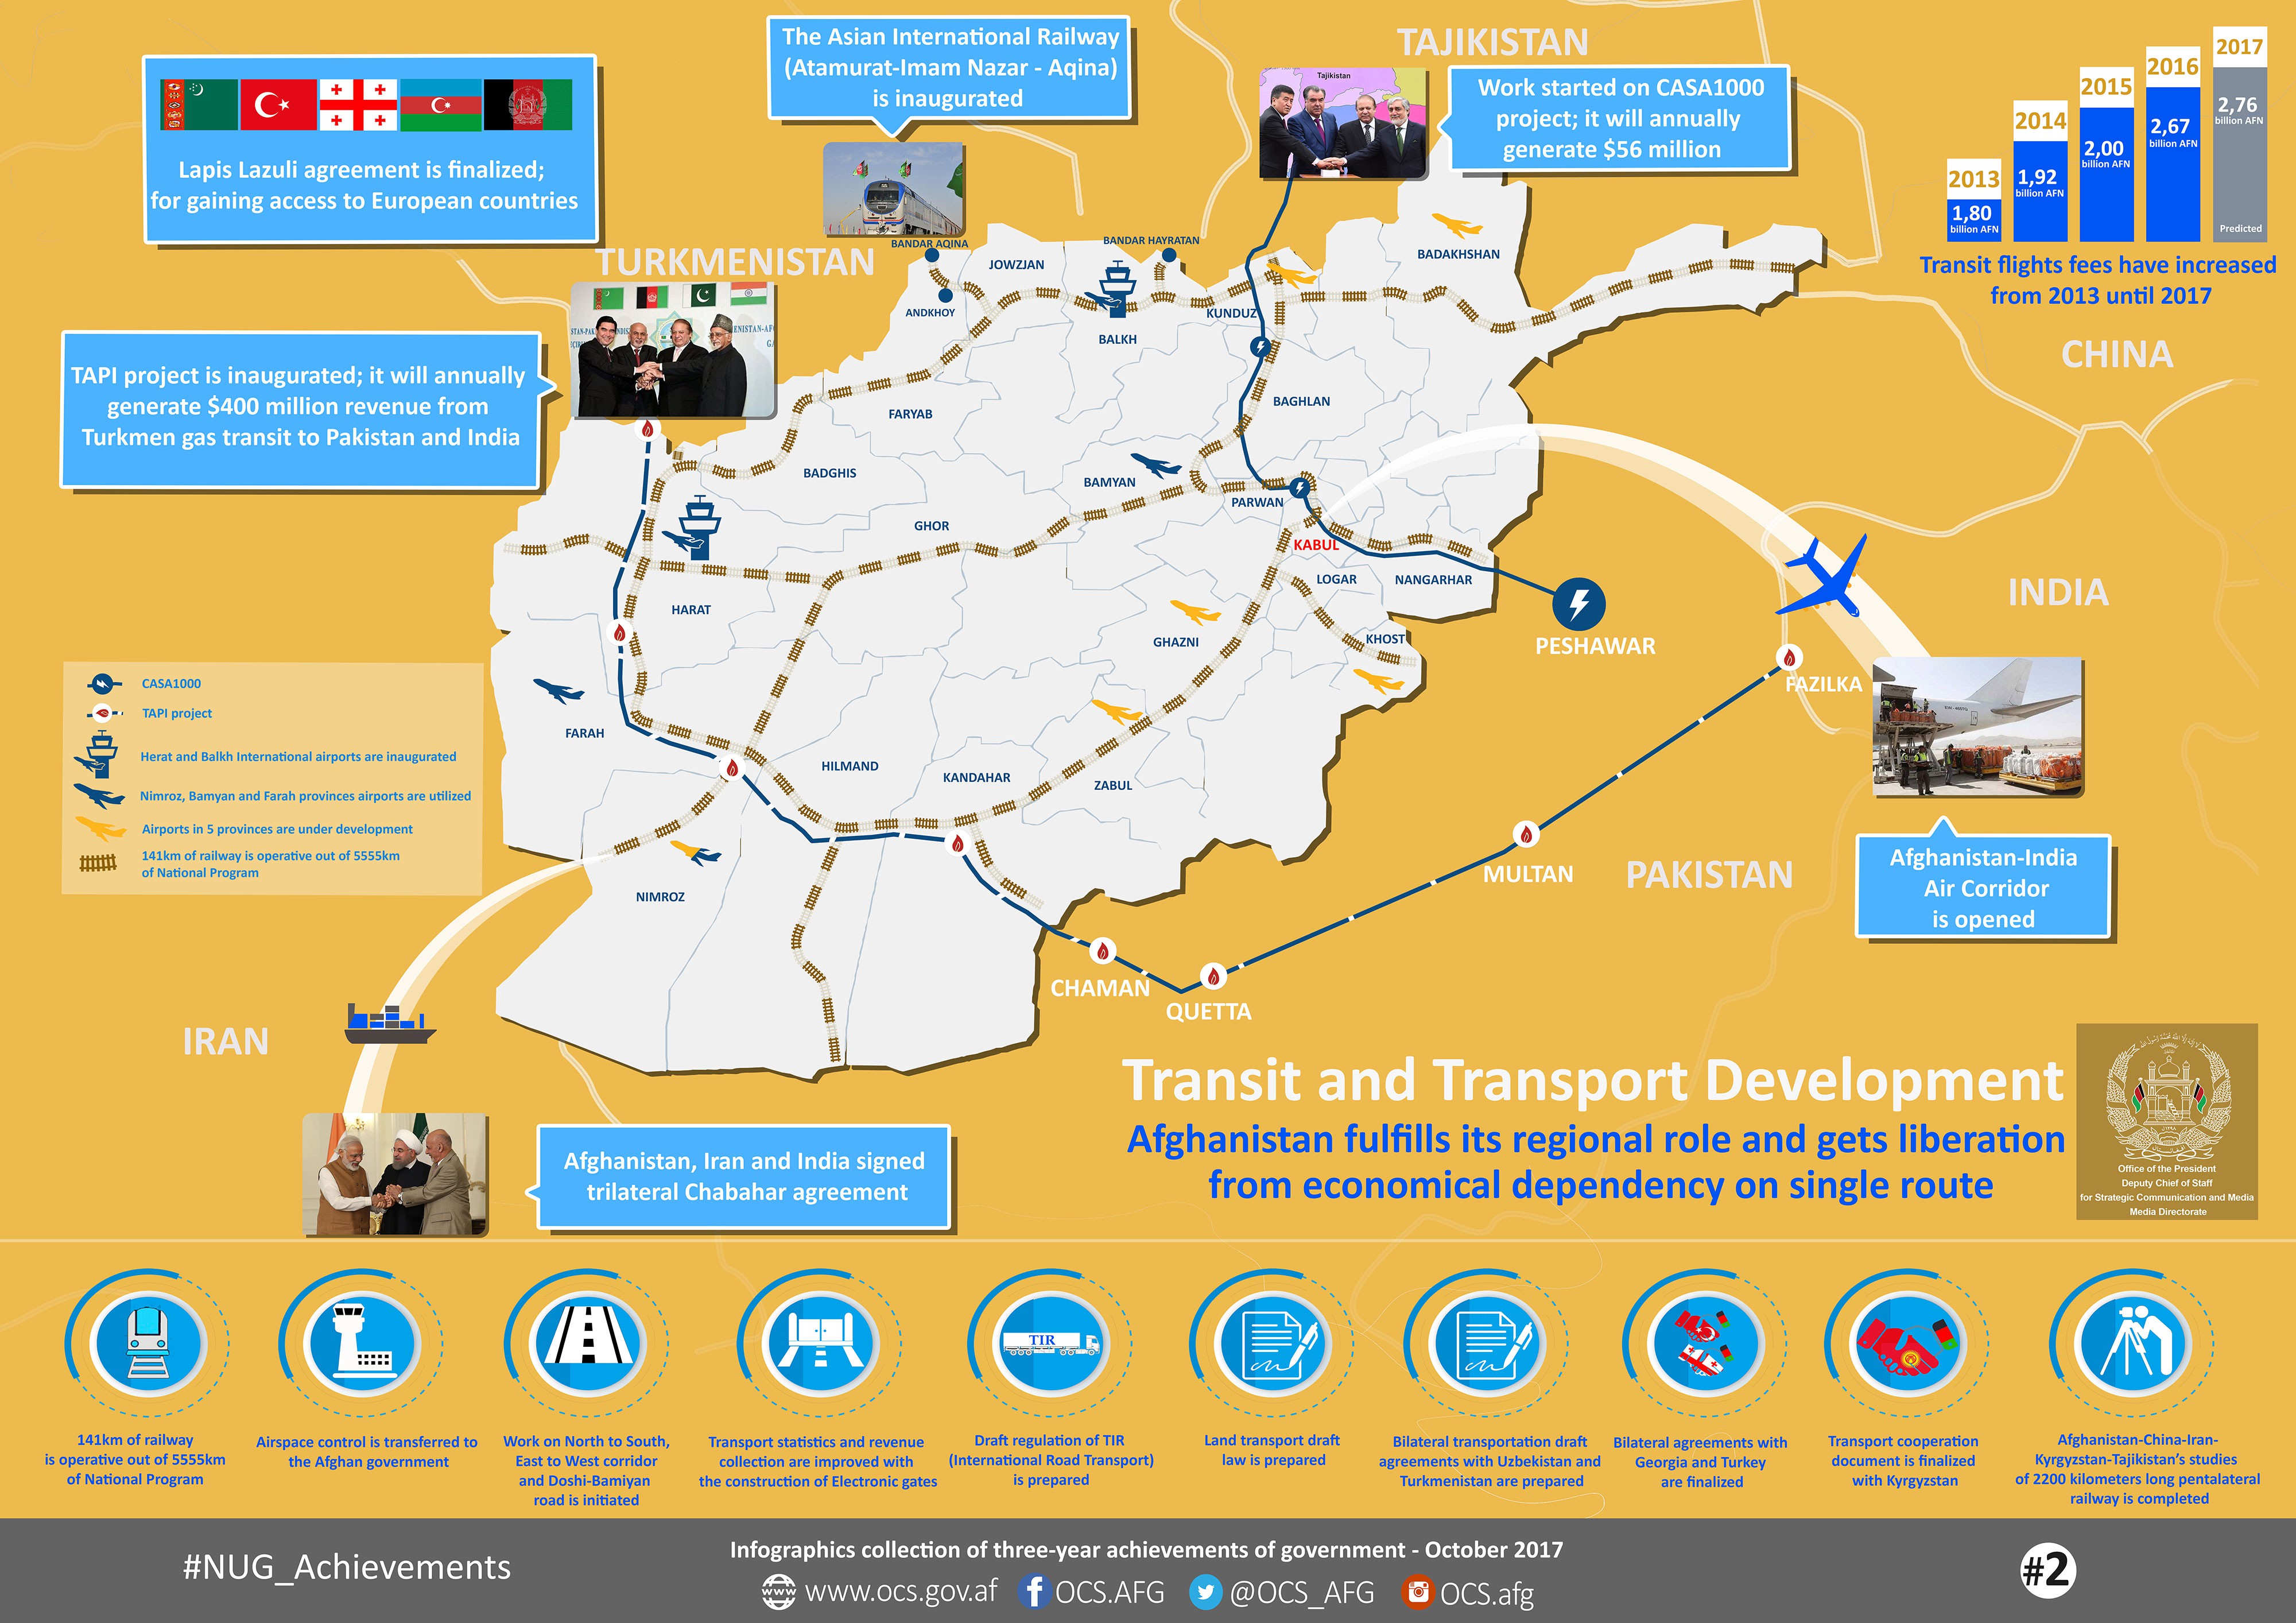 The Asian International Railway
(Atamurat-Imam Nazar - Aqina)
is inaugurated
TAJIKISTAN
Tajikistan
Work started on CASA1000
project; it will annually
generate $56 million
2013
1,80
billion AFN
2014
1,92
billion AFN
2015
2,00
billion AFN
2016
2,67
billion AFN
2017
2,76
billion AFN
Predicted
Transit flights fees have increased
from 2013 until 2017
Lapis Lazuli agreement is finalized;
for gaining access to European countries
TURKMENISTAN
TAPI project is inaugurated; it will annually
generate $400 million revenue from
Turkmen gas transit to Pakistan and India
BANDAR AQINA
JOWZJAN
BANDAR HAYRATAN
BADAKHSHAN
ANDKHOY
BALKH
KUNDUZ
CHINA
FARYAB
BAGHLAN
BADGHIS
BAMYAN
PARWAN
GHOR
KABUL
LOGAR
NANGARHAR
INDIA
HARAT
GHAZNI
KHOST
PESHAWAR
FAZILKA
FARAH
HILMAND
KANDAHAR
ZABUL
NIMROZ
MULTAN
PAKISTAN
CHAMAN
QUETTA
IRAN
CASA1000
TAPI project
Herat and Balkh International airports are inaugurated
Nimroz, Bamyan and Farah provinces airports are utilized
Airports in 5 provinces are under development
141km of railway is operative out of 5555km
of National Program
Afghanistan-India
Air Corridor
is opened
Afghanistan, Iran and India signed
trilateral Chabahar agreement
Transit and Transport Development
Afghanistan fulfills its regional role and gets liberation
from economical dependency on single route
Office of the President
Deputy Chief of Staff
for Strategic Communication and Media
Media Directorate
TIR
141km of railway
is operative out of 5555km
of National Program
Airspace control is transferred to
the Afghan government
Work on North to South,
East to West corridor
and Doshi-Bamiyan
road is initiated
Transport statistics and revenue
collection are improved with
the construction of Electronic gates
Draft regulation of TIR
(International Road Transport)
is prepared
Land transport draft
law is prepared
Bilateral transportation draft
agreements with Uzbekistan and
Turkmenistan are prepared
Bilateral agreements with
Georgia and Turkey
are finalized
Transport cooperation
document is finalized
with Kyrgyzstan
Afghanistan-China-Iran-
Kyrgyzstan-Tajikistan's studies
of 2200 kilometers long pentalateral
railway is completed
#NUG_Achievements
Infographics collection of three-year achievements of government - October 2017
www.ocs.gov.af
OCS.AFG
@OCS_AFG
OCS.afg
#2